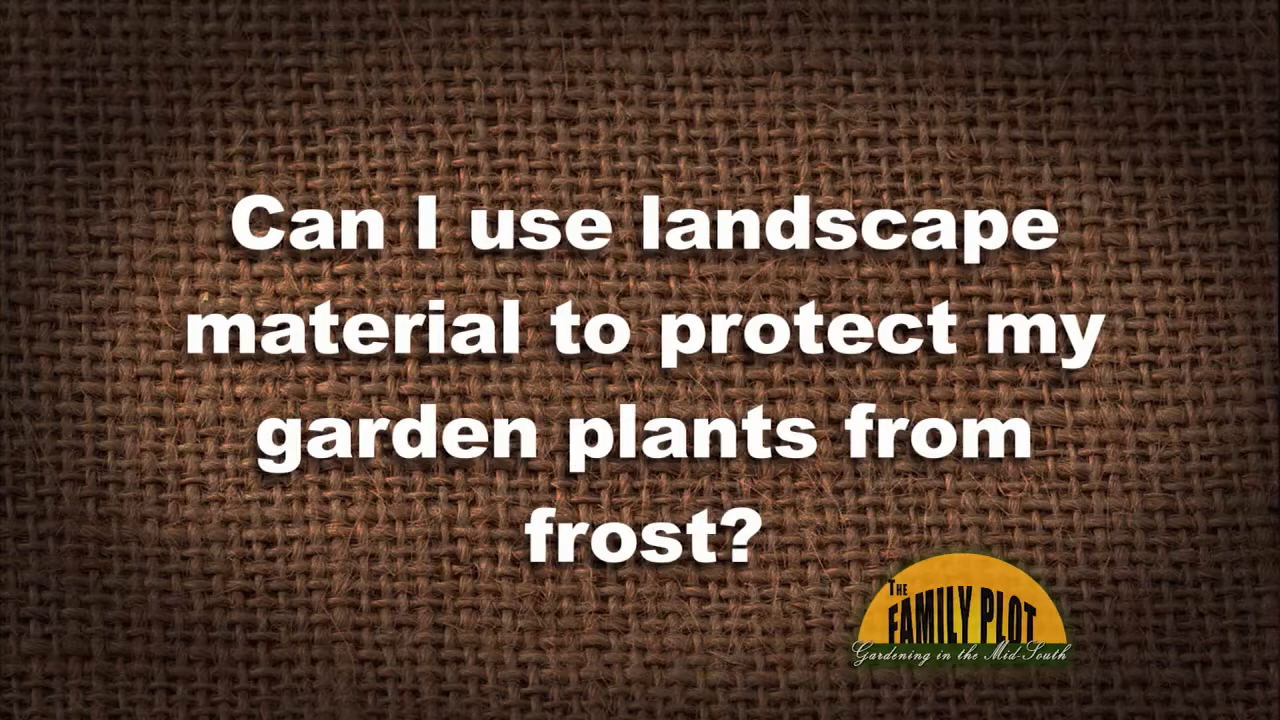 Can I use landscape
material to protect my
garden plants from
frost?
THE
FAMILY PLOT
Gardening in the Mid-South